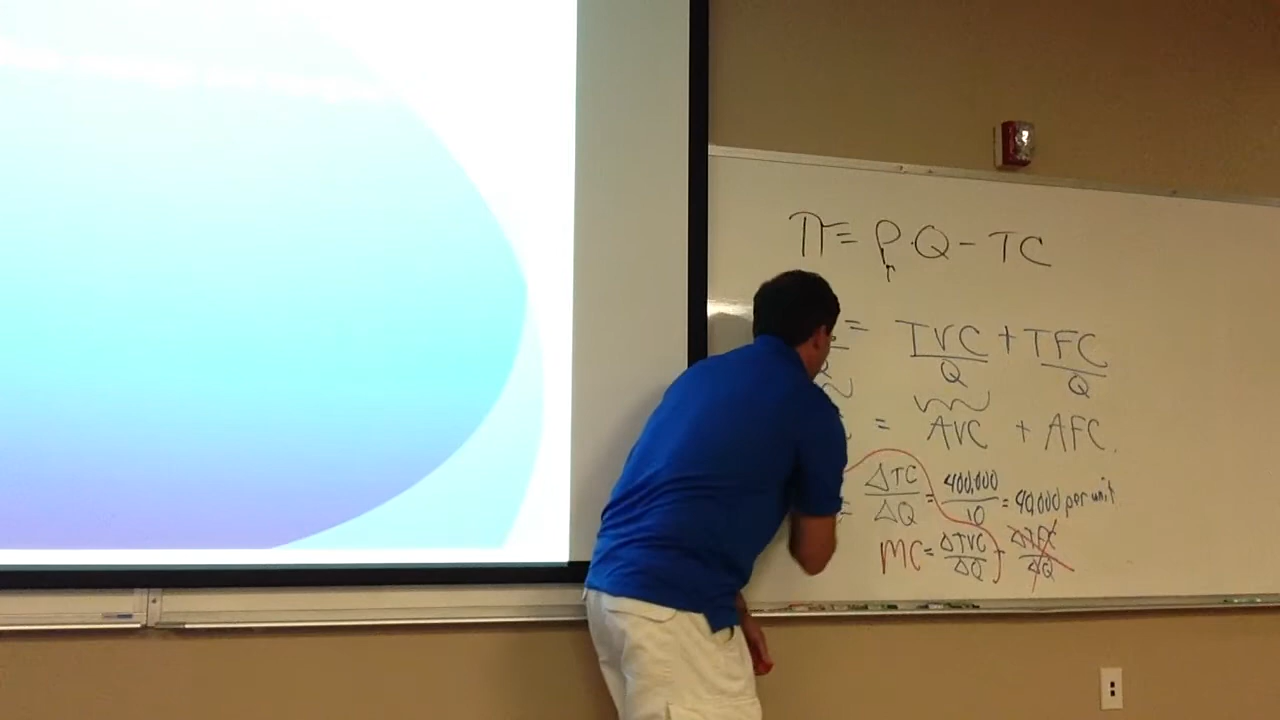 π = P · Q - TC
r
= TVC/Q + TFC/Q
= AVC + AFC.
= ΔTC/ΔQ = 400,000/10 = 40,000 per unit
MC = ΔTVC/ΔQ + ΔTFC/ΔQ